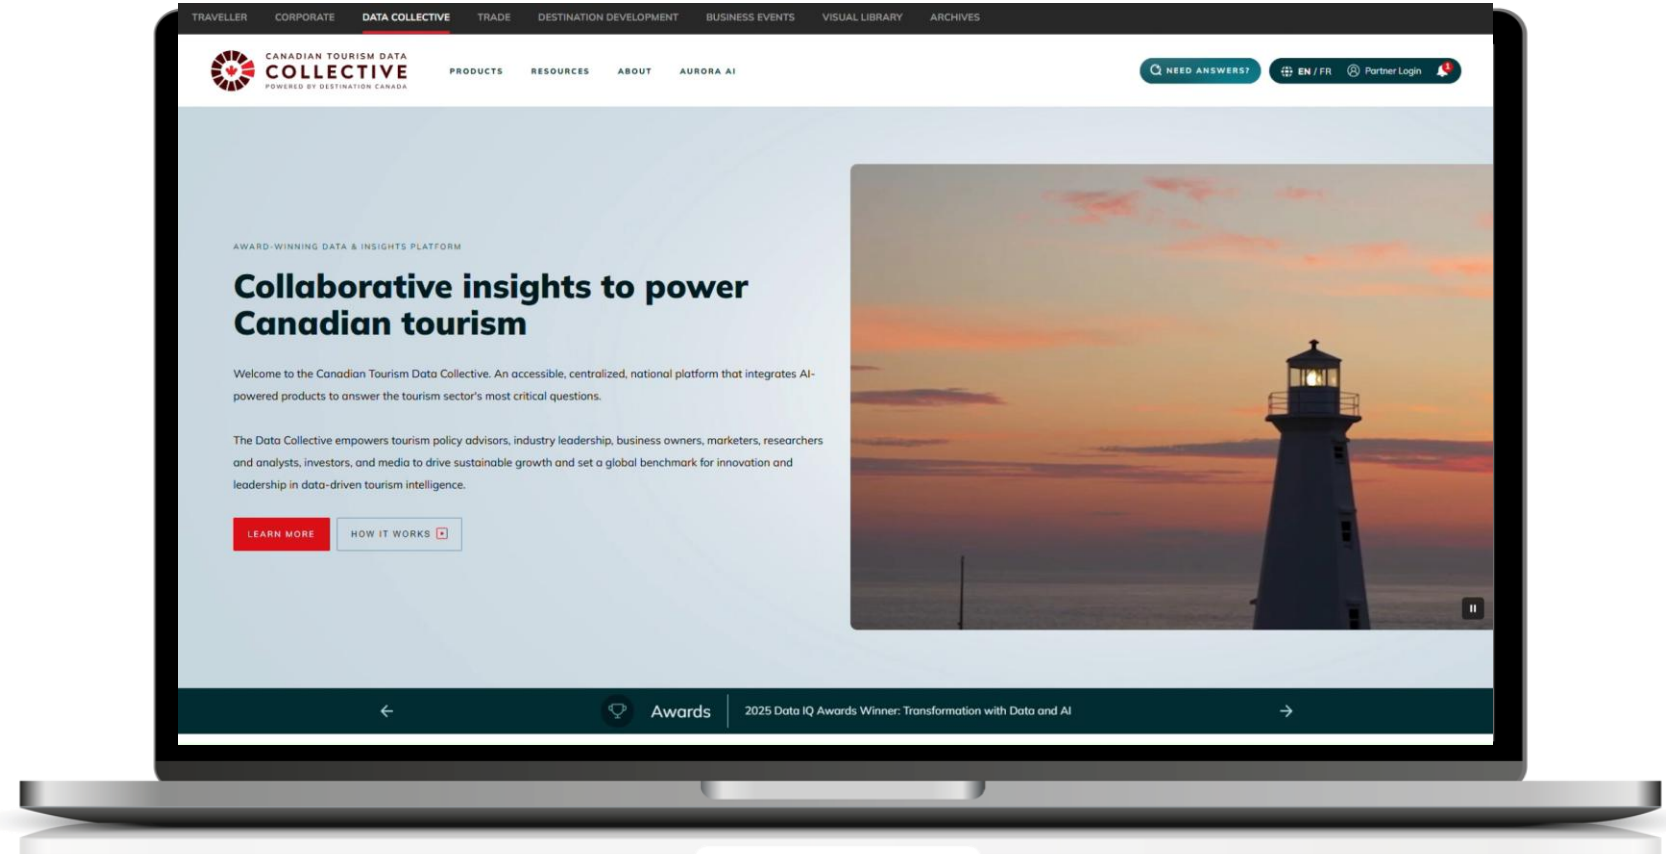 TRAVELLER CORPORATE DATA COLLECTIVE TRADE DESTINATION DEVELOPMENT BUSINESS EVENTS VISUAL LIBRARY ARCHIVES
CANADIAN TOURISM DATA
COLLECTIVE
POWERED BY DESTINATION CANADA
PRODUCTS RESOURCES ABOUT AURORA AI
NEED ANSWERS? EN / FR Partner Login 1
AWARD-WINNING DATA & INSIGHTS PLATFORM
Collaborative insights to power
Canadian tourism
Welcome to the Canadian Tourism Data Collective. An accessible, centralized, national platform that integrates AI-
powered products to answer the tourism sector's most critical questions.
The Data Collective empowers tourism policy advisors, industry leadership, business owners, marketers, researchers
and analysts, investors, and media to drive sustainable growth and set a global benchmark for innovation and
leadership in data-driven tourism intelligence.
LEARN MORE HOW IT WORKS
Awards 2025 Data IQ Awards Winner: Transformation with Data and AI